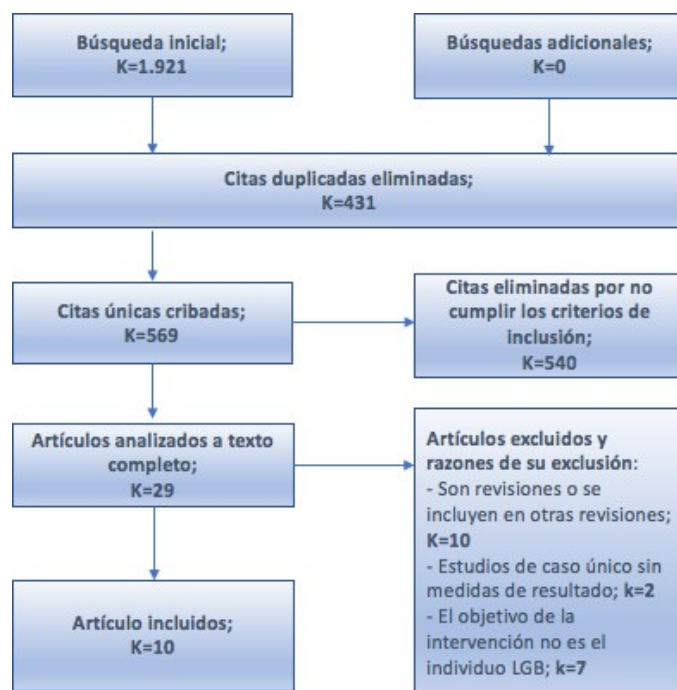 Búsqueda inicial;
K=1.921
Búsquedas adicionales;
K=0
Citas duplicadas eliminadas;
K=431
Citas únicas cribadas;
K=569
Citas eliminadas por no
cumplir los criterios de
inclusión;
K=540
Artículos analizados a texto
completo;
K=29
Artículos excluidos y
razones de su exclusión:
- Son revisiones o se
incluyen en otras revisiones;
K=10
- Estudios de caso único sin
medidas de resultado; k=2
- El objetivo de la
intervención no es el
individuo LGB; k=7
Artículo incluidos;
K=10